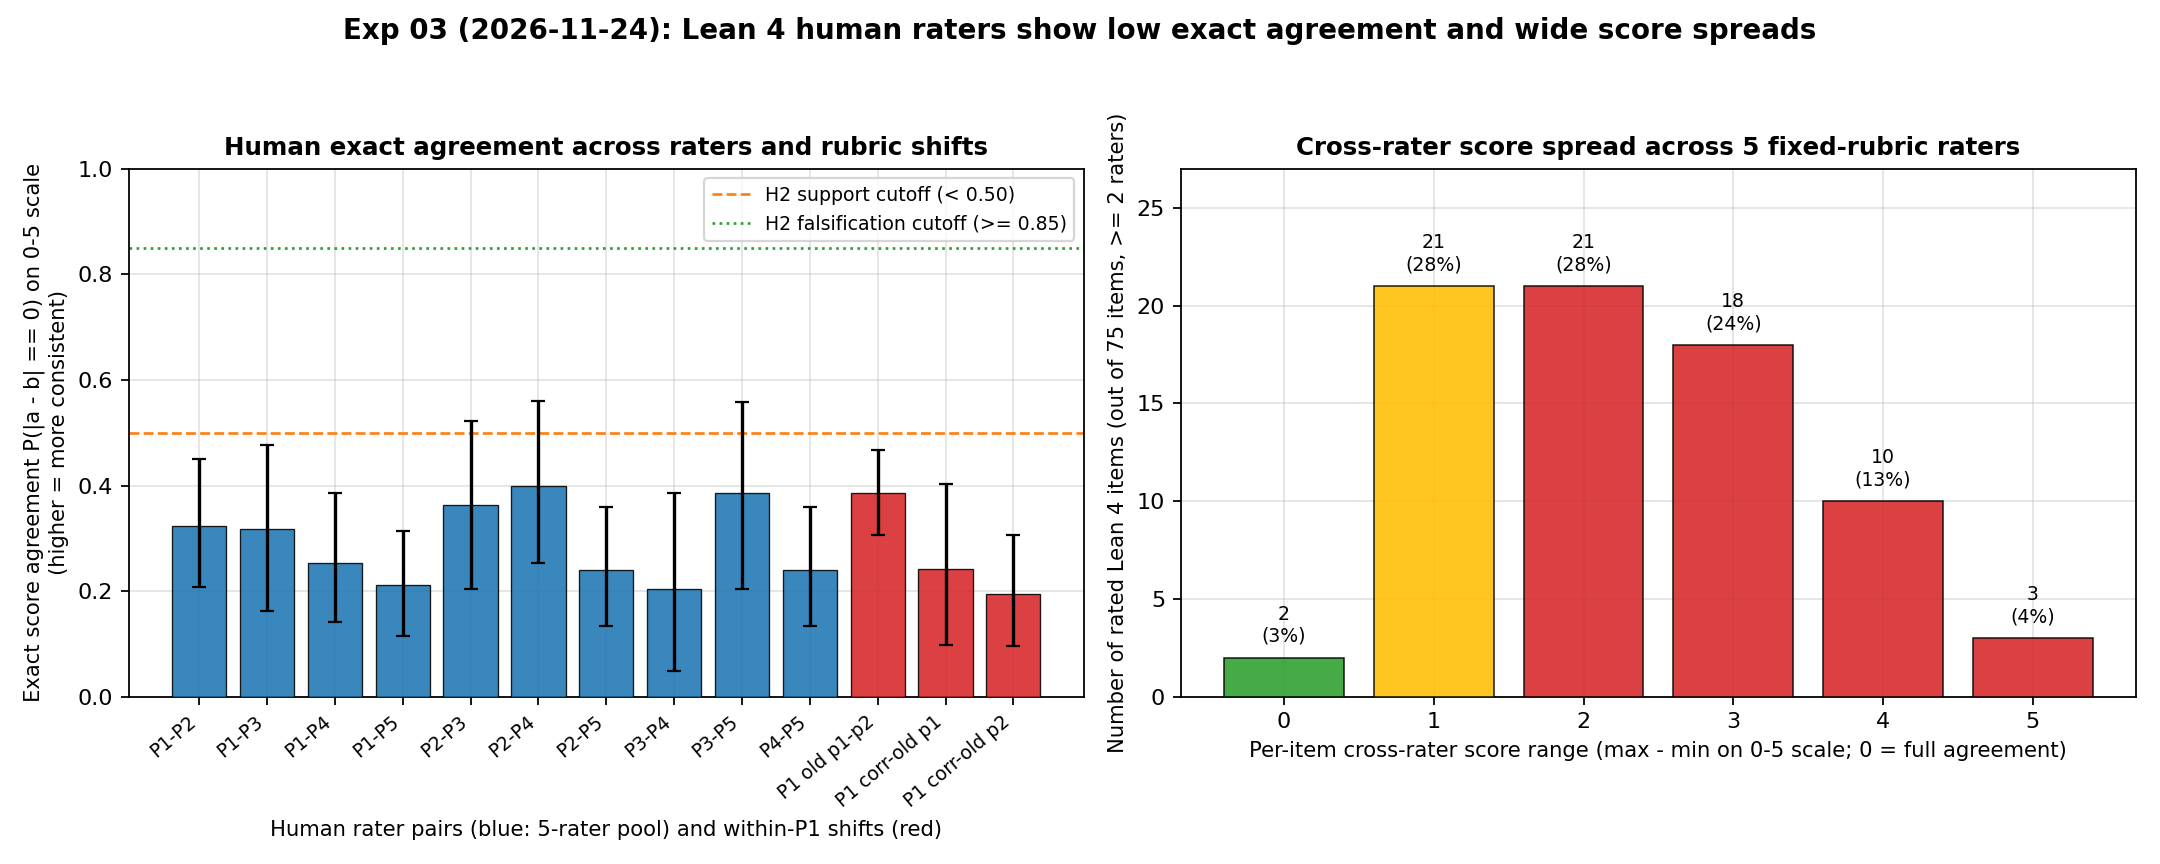 Exp 03 (2026-11-24): Lean 4 human raters show low exact agreement and wide score spreads
Human exact agreement across raters and rubric shifts
Exact score agreement P(|a - b| == 0) on 0-5 scale
(higher = more consistent)
1.0
0.8
0.6
0.4
0.2
0.0
H2 support cutoff (< 0.50)
H2 falsification cutoff (>= 0.85)
P1-P2
P1-P3
P1-P4
P1-P5
P2-P3
P2-P4
P2-P5
P3-P4
P3-P5
P4-P5
P1 old p1-p2
P1 corr-old p1
P1 corr-old p2
Human rater pairs (blue: 5-rater pool) and within-P1 shifts (red)
Cross-rater score spread across 5 fixed-rubric raters
Number of rated Lean 4 items (out of 75 items, >= 2 raters)
25
20
15
10
5
0
2
(3%)
21
(28%)
21
(28%)
18
(24%)
10
(13%)
3
(4%)
0
1
2
3
4
5
Per-item cross-rater score range (max - min on 0-5 scale; 0 = full agreement)